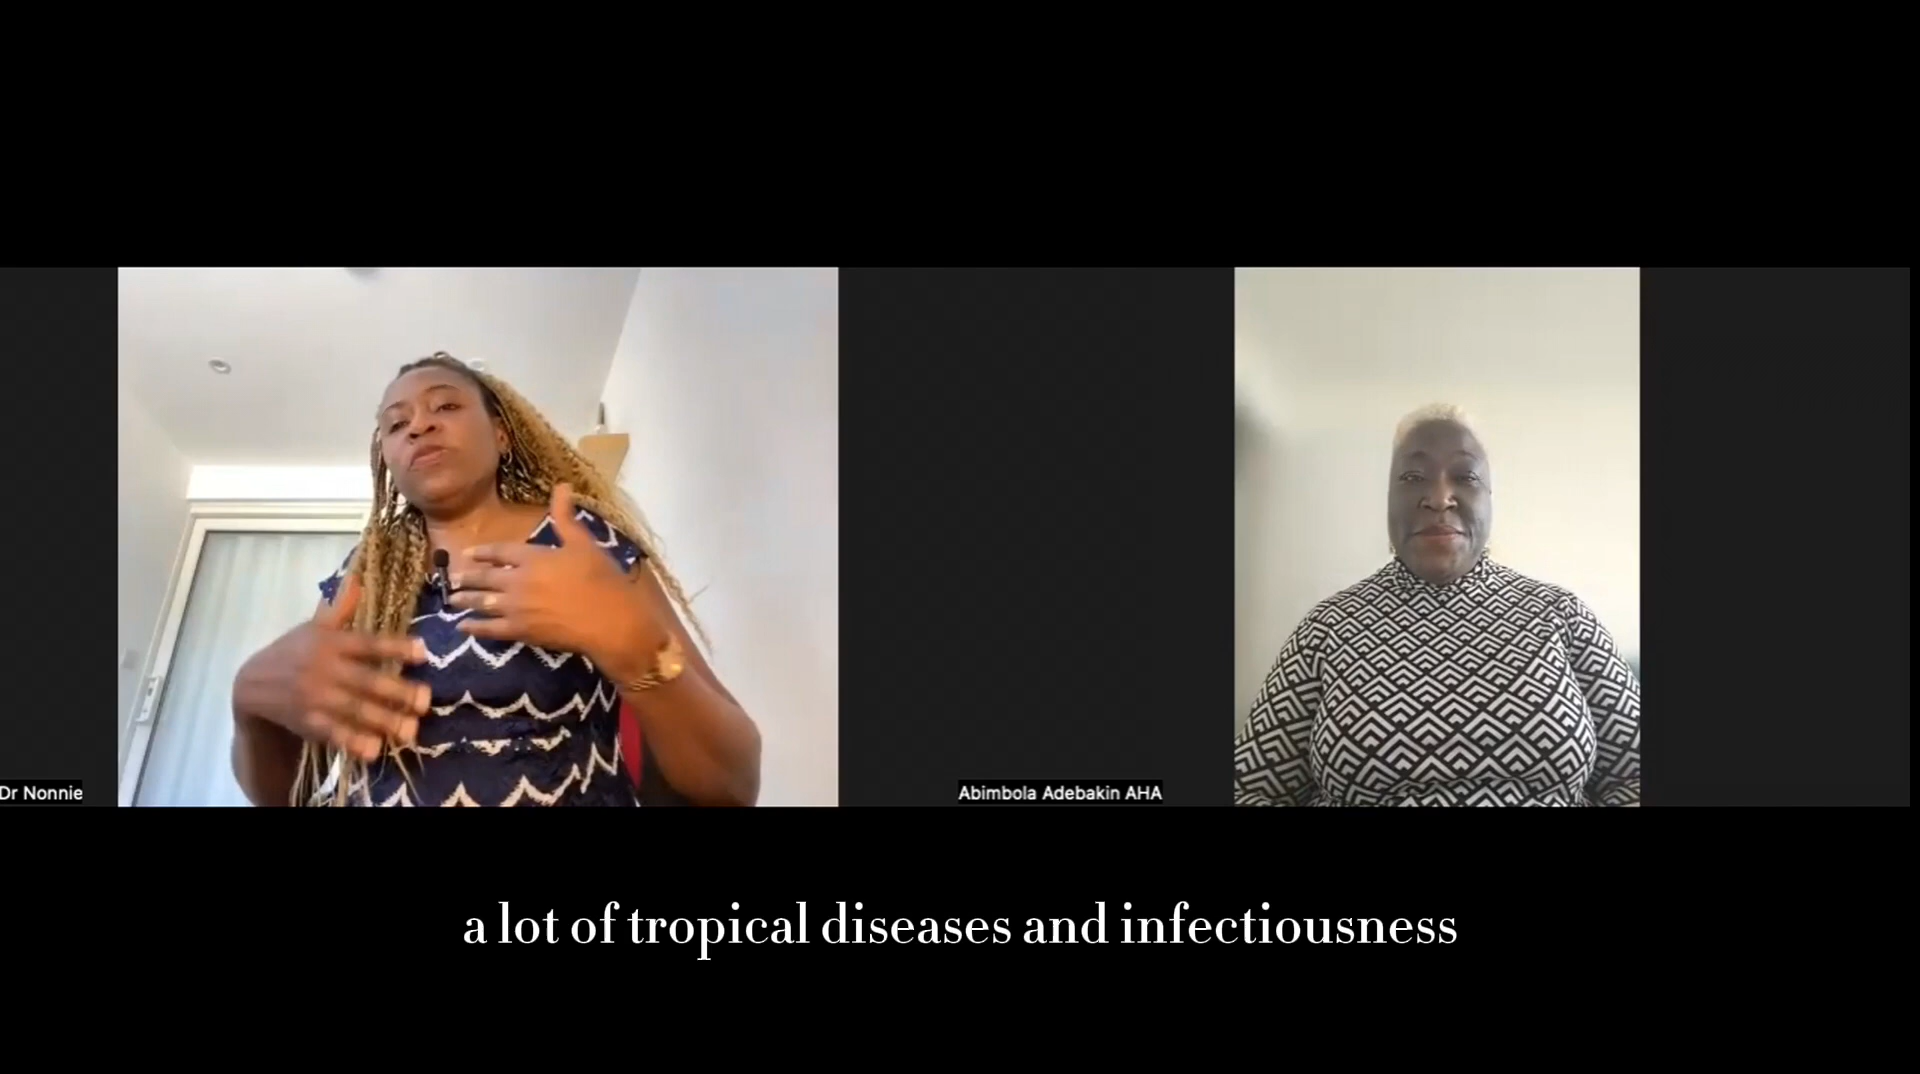 Dr Nonnie
Abimbola Adebakin AHA
a lot of tropical diseases and infectiousness